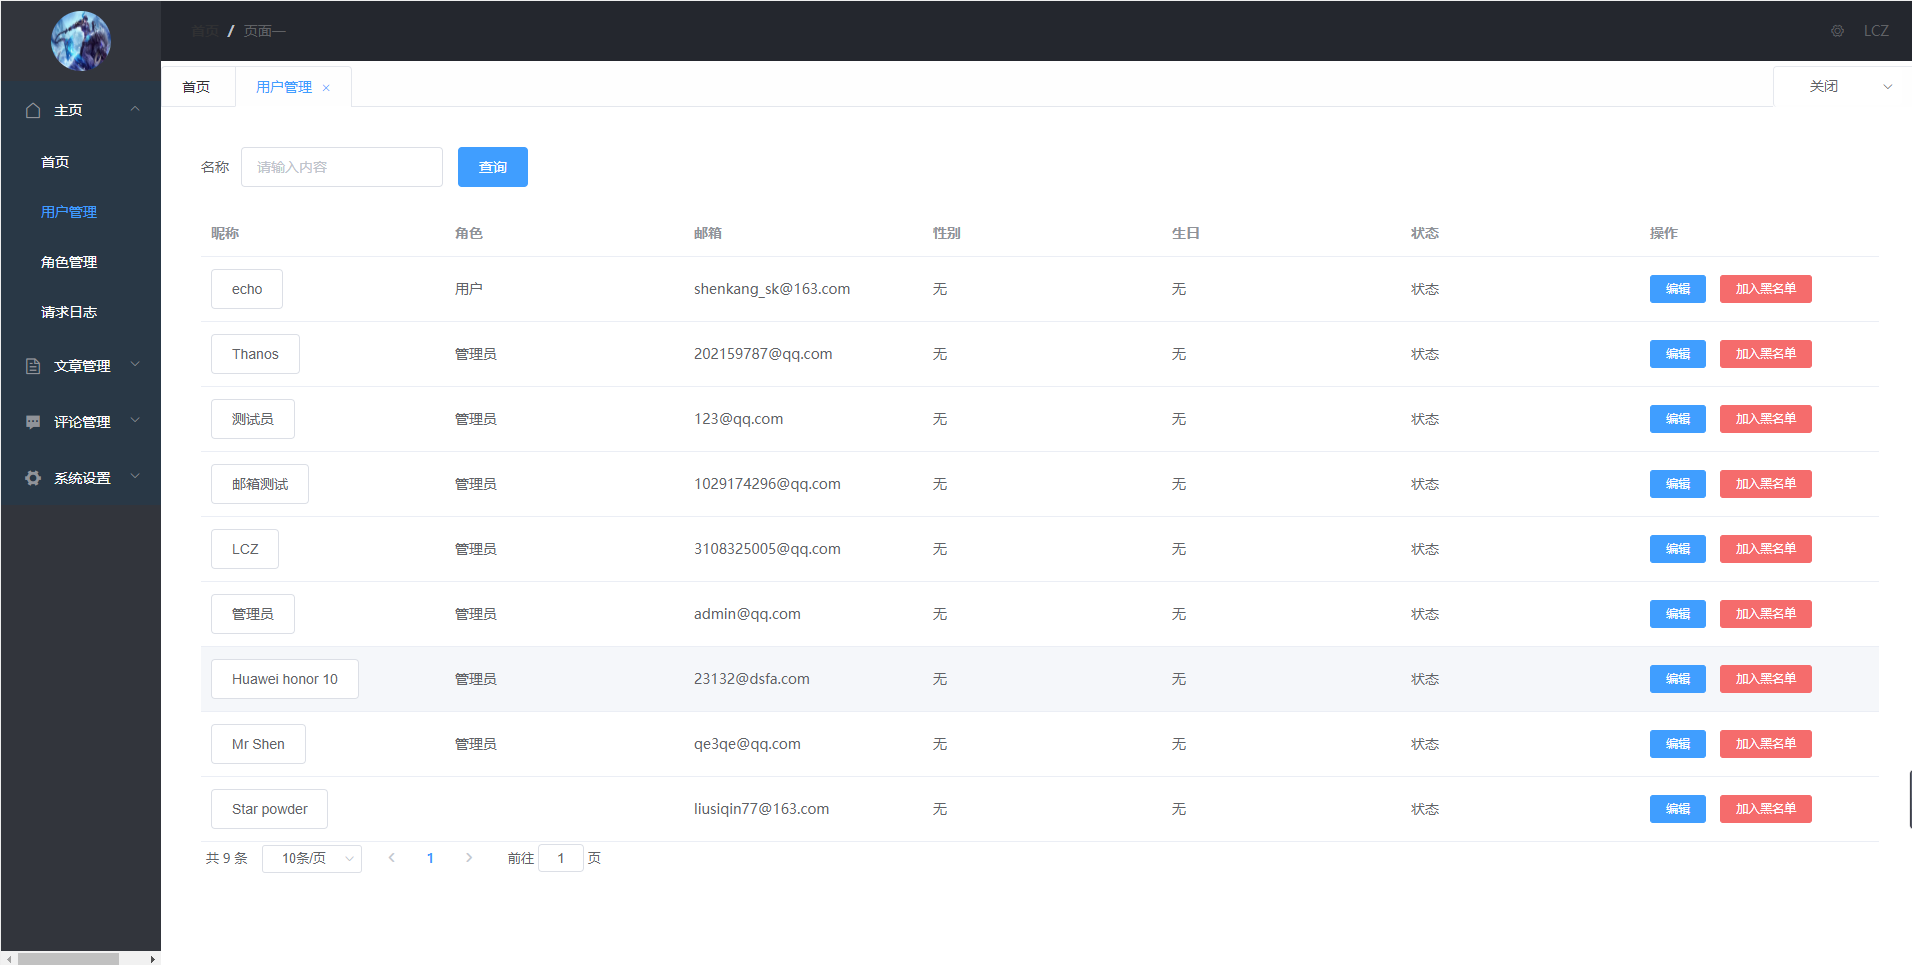 首页 / 页面一
LCZ
主页
首页
用户管理
角色管理
请求日志
文章管理
评论管理
系统设置
首页 用户管理 ×
关闭
名称 请输入内容 查询
昵称 角色 邮箱 性别 生日 状态 操作
echo 用户 shenkang_sk@163.com 无 无 状态 编辑 加入黑名单
Thanos 管理员 202159787@qq.com 无 无 状态 编辑 加入黑名单
测试员 管理员 123@qq.com 无 无 状态 编辑 加入黑名单
邮箱测试 管理员 1029174296@qq.com 无 无 状态 编辑 加入黑名单
LCZ 管理员 3108325005@qq.com 无 无 状态 编辑 加入黑名单
管理员 管理员 admin@qq.com 无 无 状态 编辑 加入黑名单
Huawei honor 10 管理员 23132@dsfa.com 无 无 状态 编辑 加入黑名单
Mr Shen 管理员 qe3qe@qq.com 无 无 状态 编辑 加入黑名单
Star powder liusiqin77@163.com 无 无 状态 编辑 加入黑名单
共 9 条 10条/页 1 前往 1 页